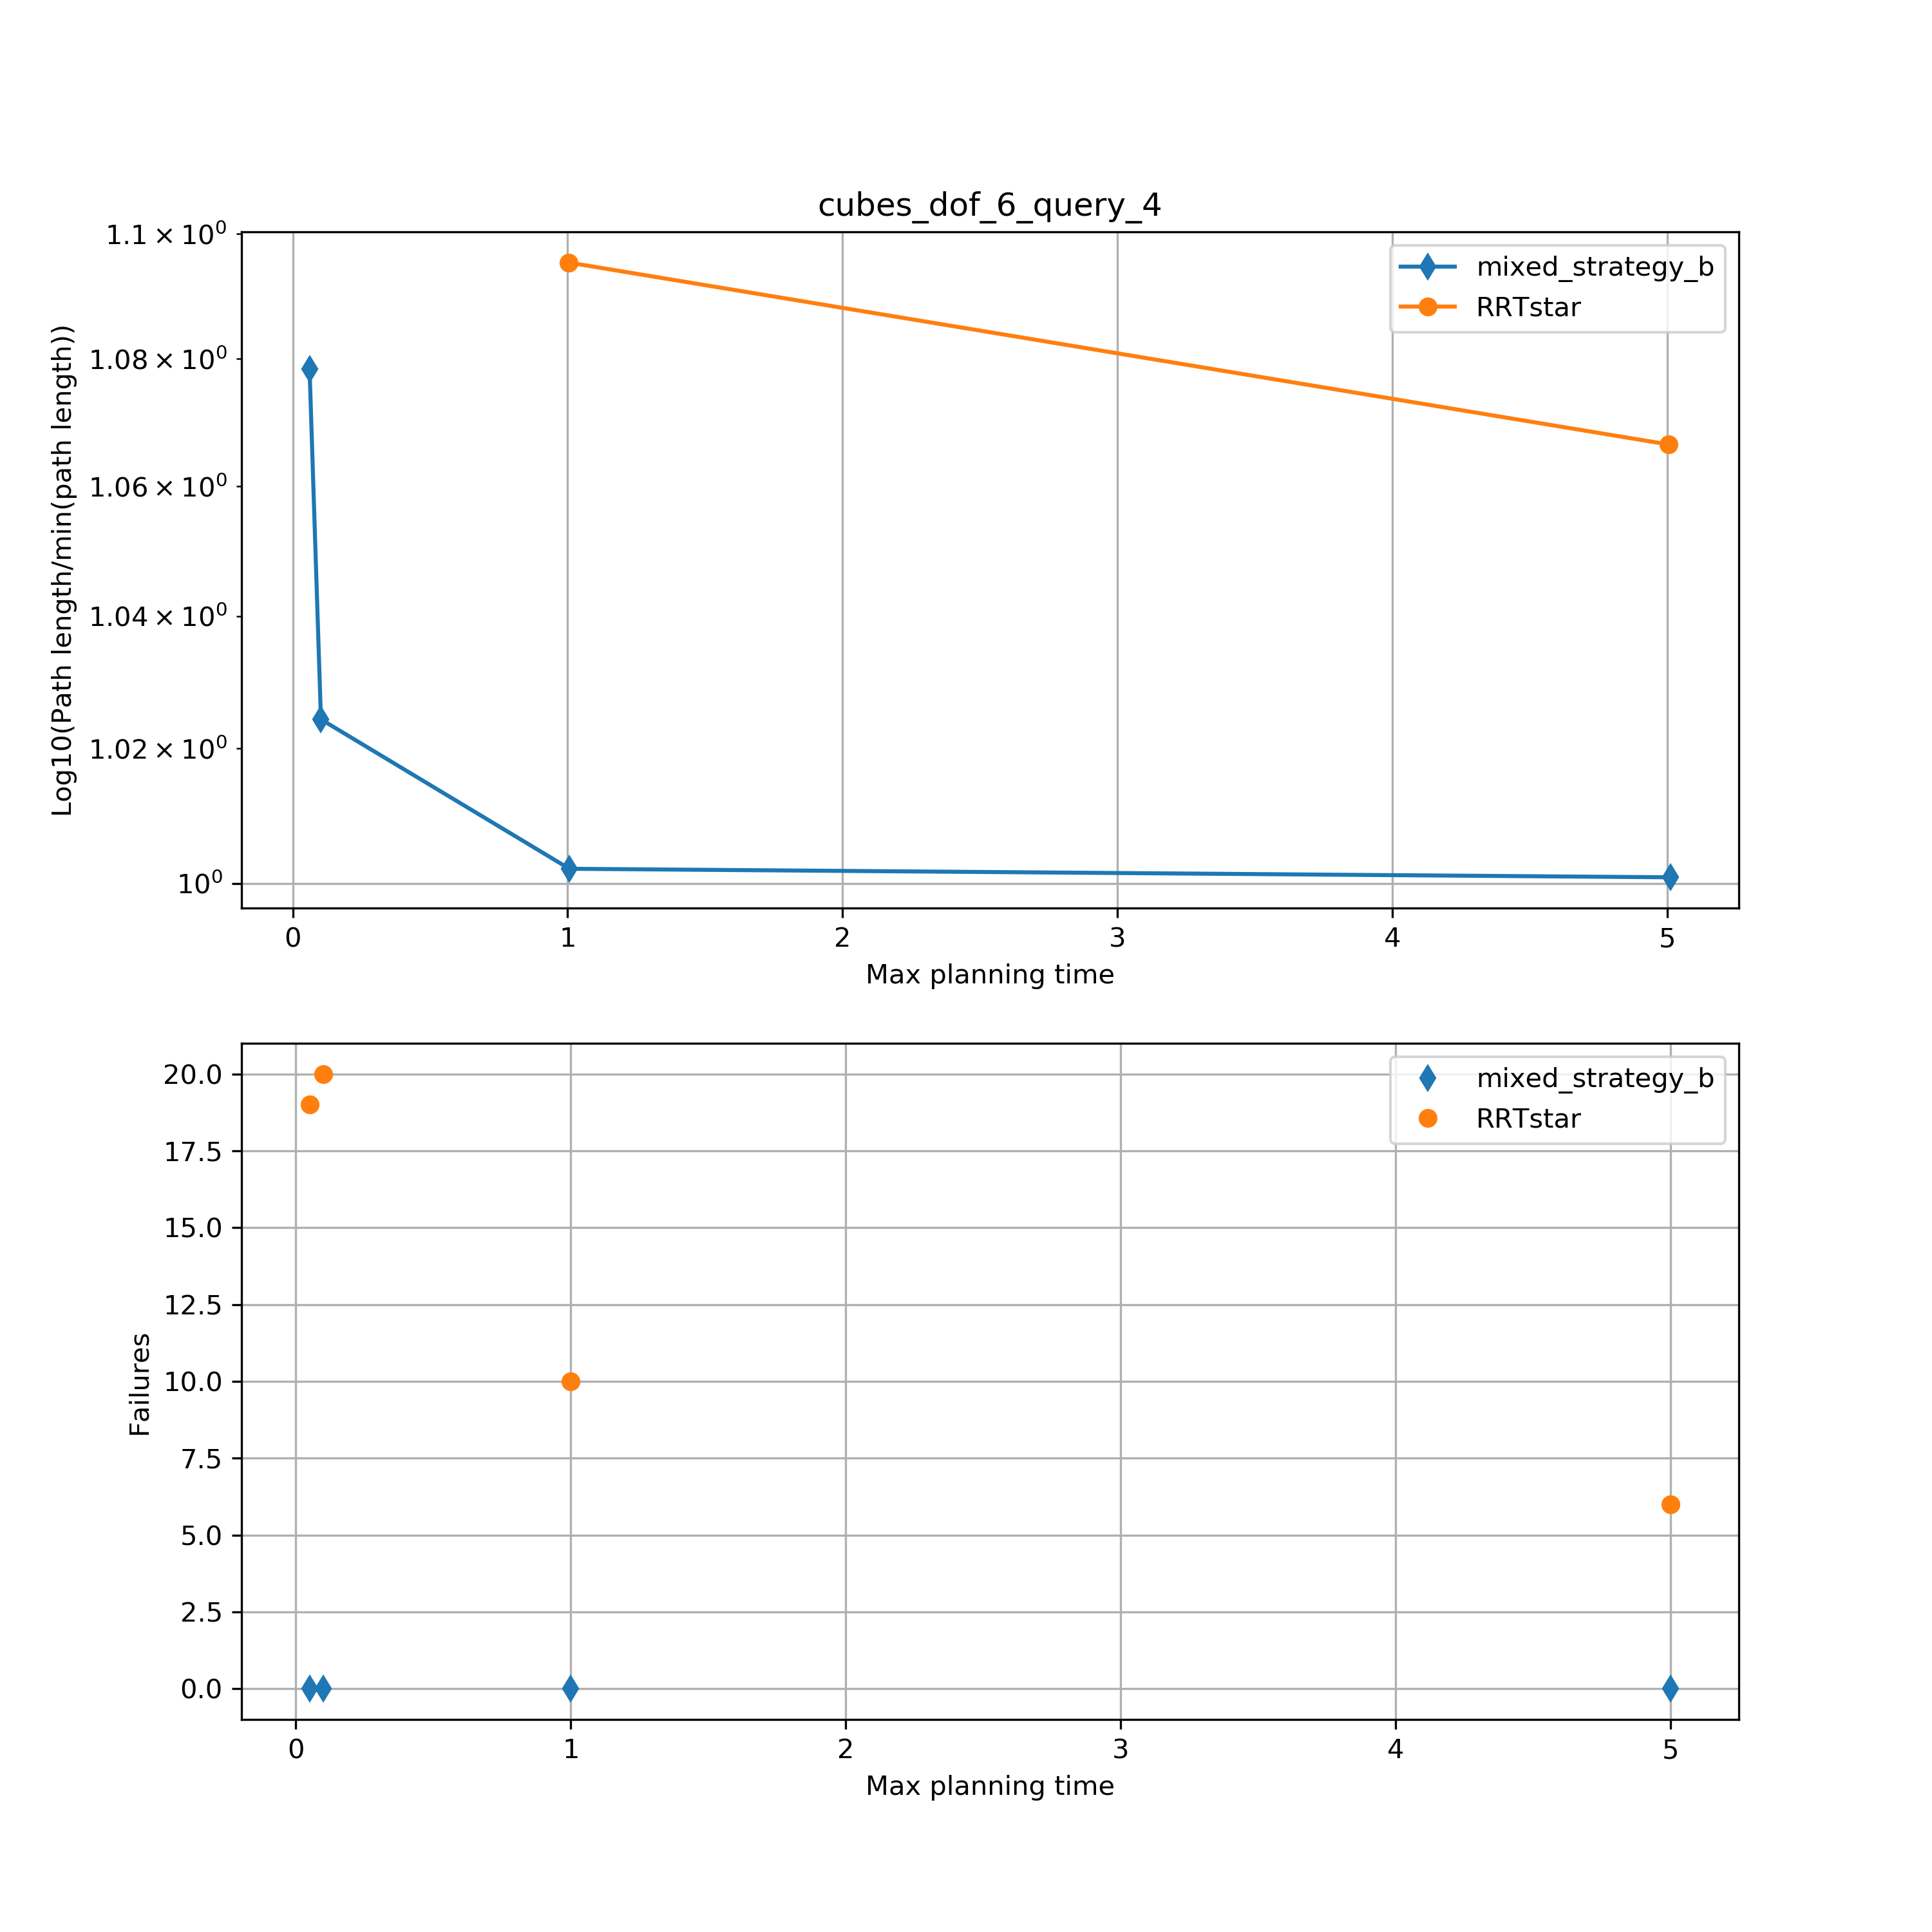 cubes_dof_6_query_4
1.1 × 10⁰
1.08 × 10⁰
1.06 × 10⁰
1.04 × 10⁰
1.02 × 10⁰
10⁰
Log10(Path length/min(path length))
mixed_strategy_b
RRTstar
0 1 2 3 4 5
Max planning time
20.0
17.5
15.0
12.5
10.0
7.5
5.0
2.5
0.0
Failures
mixed_strategy_b
RRTstar
0 1 2 3 4 5
Max planning time